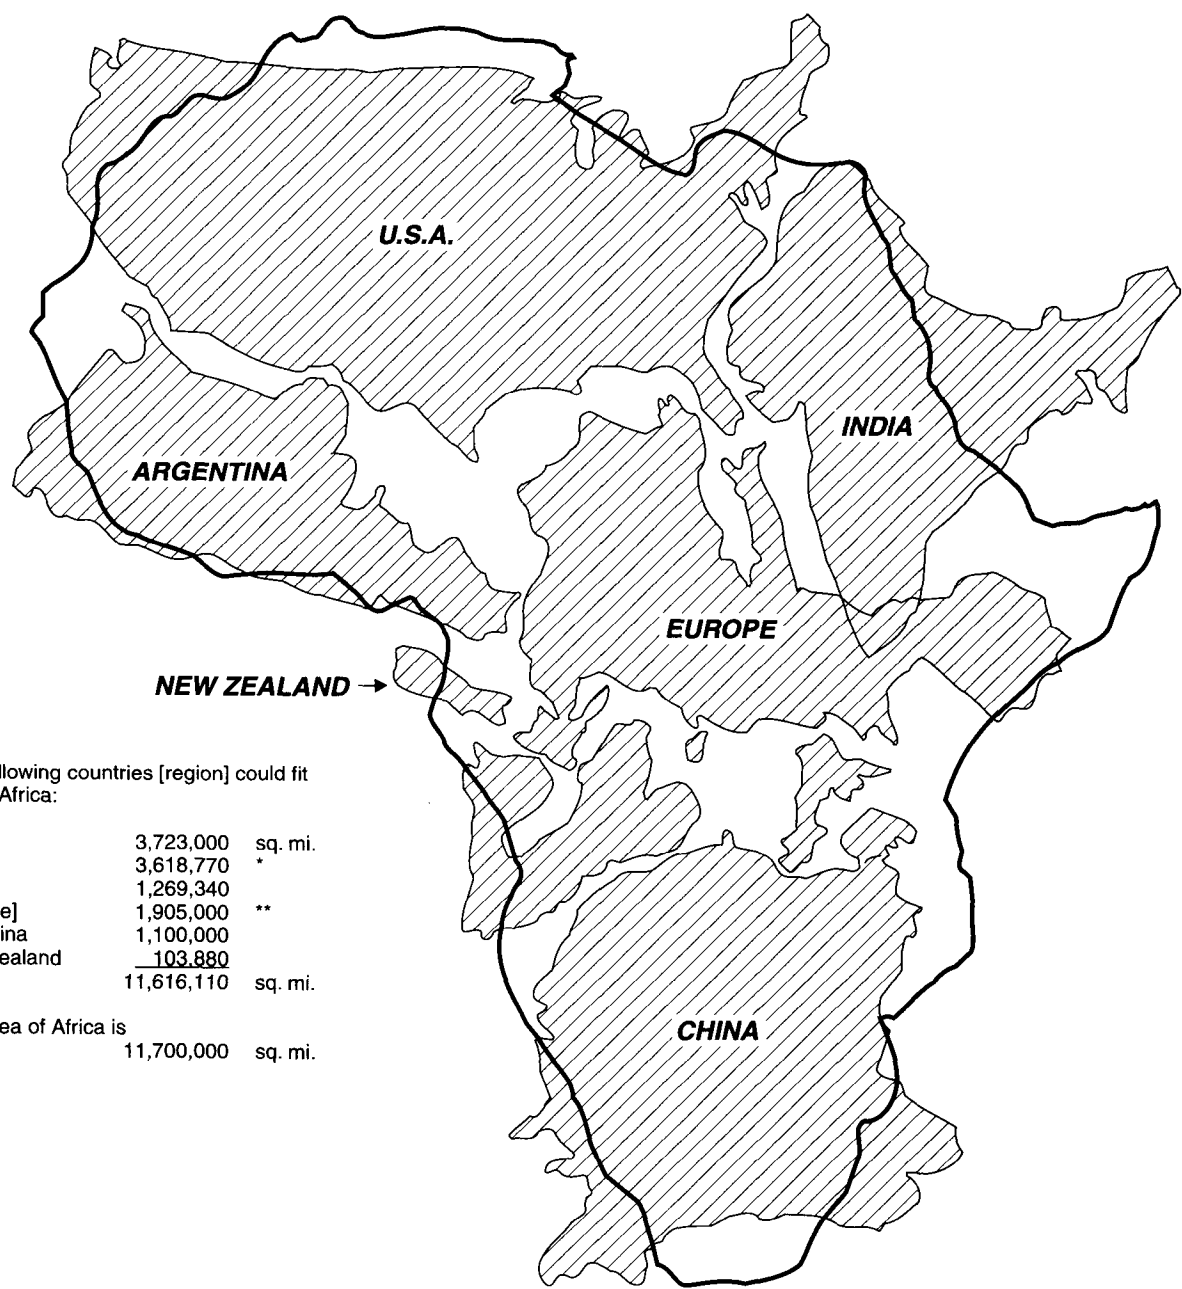 U.S.A.
INDIA
ARGENTINA
EUROPE
NEW ZEALAND
llowing countries [region] could fit
Africa:
3,723,000 sq. mi.
3,618,770 *
1,269,340
e] 1,905,000 **
ina 1,100,000
ealand 103,880
11,616,110 sq. mi.
ea of Africa is
11,700,000 sq. mi.
CHINA